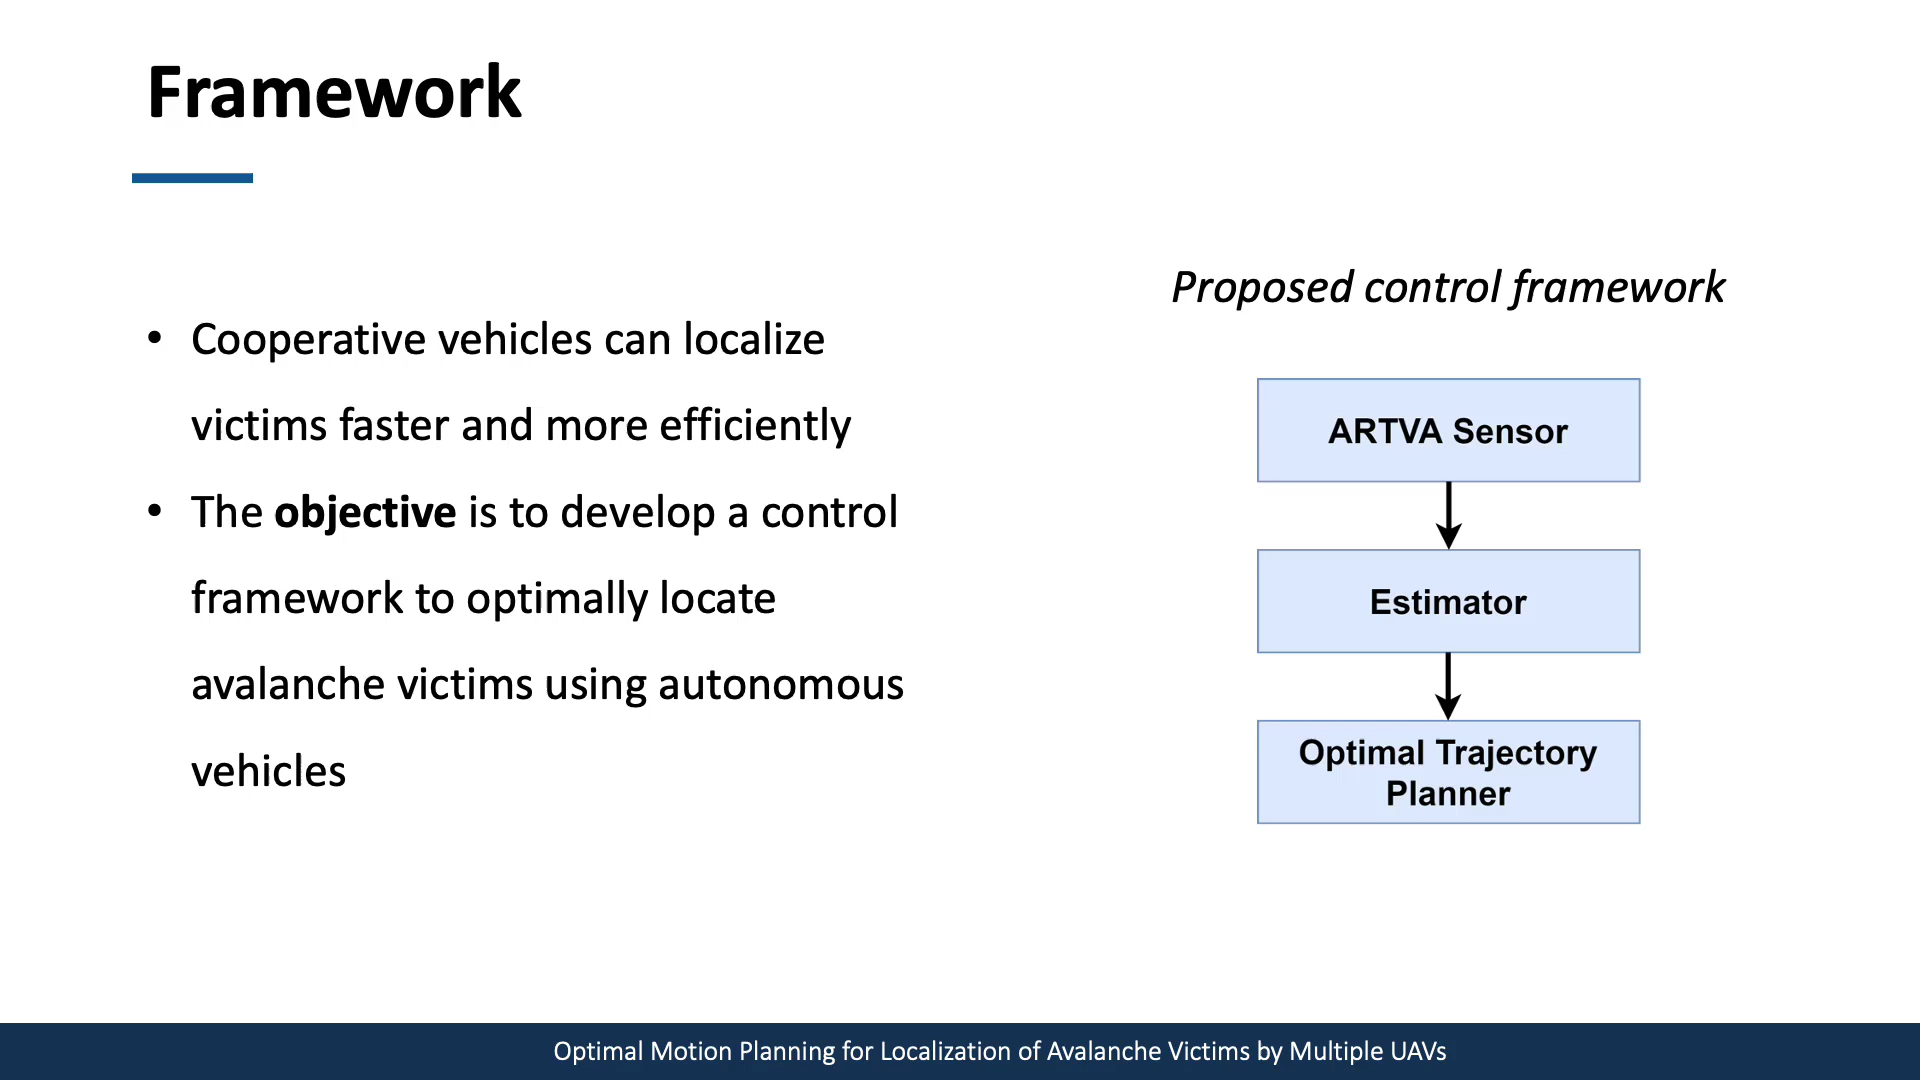 Framework
• Cooperative vehicles can localize
victims faster and more efficiently
• The objective is to develop a control
framework to optimally locate
avalanche victims using autonomous
vehicles
Proposed control framework
ARTVA Sensor
Estimator
Optimal Trajectory
Planner
Optimal Motion Planning for Localization of Avalanche Victims by Multiple UAVs